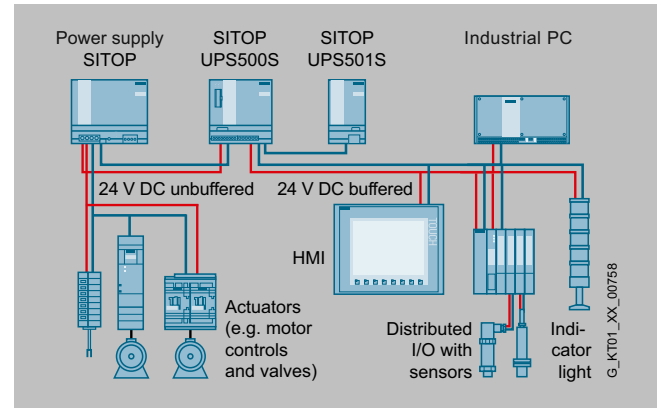 Power supply
SITOP
SITOP
UPS500S
SITOP
UPS501S
Industrial PC
24 V DC unbuffered
24 V DC buffered
HMI
TOUCH
Actuators
(e.g. motor
controls
and valves)
Distributed
I/O with
sensors
Indi-
cator
light
G_KT01_XX_00758